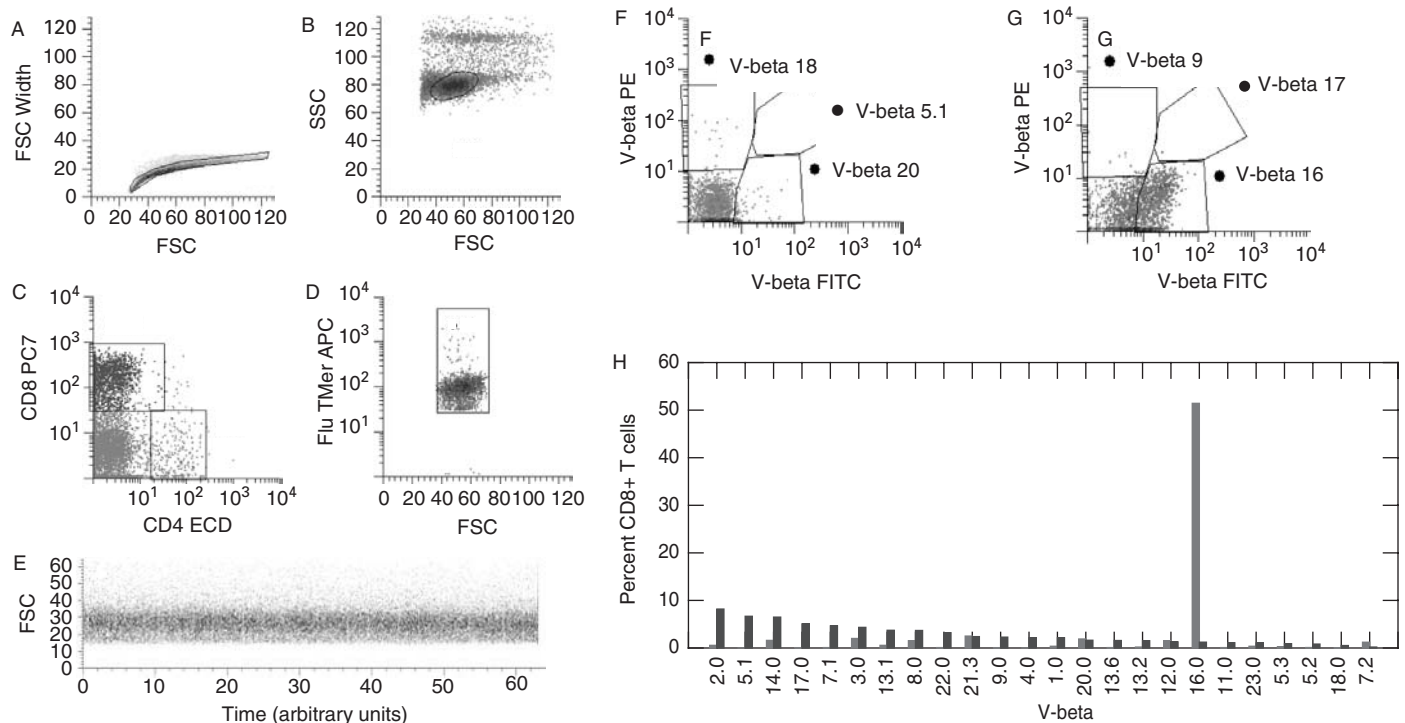 A
120
100
80
60
40
20
0
FSC Width
0 20 40 60 80 100 120
FSC
B
120
100
80
60
40
20
0
SSC
0 20 40 60 80 100 120
FSC
C
10^4
10^3
10^2
10^1
CD8 PC7
10^1 10^2 10^3 10^4
CD4 ECD
D
10^4
10^3
10^2
10^1
Flu TMer APC
0 20 40 60 80 100 120
FSC
E
60
50
40
30
20
10
0
FSC
0 10 20 30 40 50 60
Time (arbitrary units)
F
10^4
10^3
10^2
10^1
V-beta PE
F
V-beta 18
V-beta 5.1
V-beta 20
10^1 10^2 10^3 10^4
V-beta FITC
G
10^4
10^3
10^2
10^1
V-beta PE
G
V-beta 9
V-beta 17
V-beta 16
10^1 10^2 10^3 10^4
V-beta FITC
H
60
50
40
30
20
10
0
Percent CD8+ T cells
2.0 5.1 14.0 17.0 7.1 3.0 13.1 8.0 22.0 21.3 9.0 4.0 1.0 20.0 13.6 13.2 12.0 16.0 11.0 23.0 5.3 5.2 18.0 7.2
V-beta